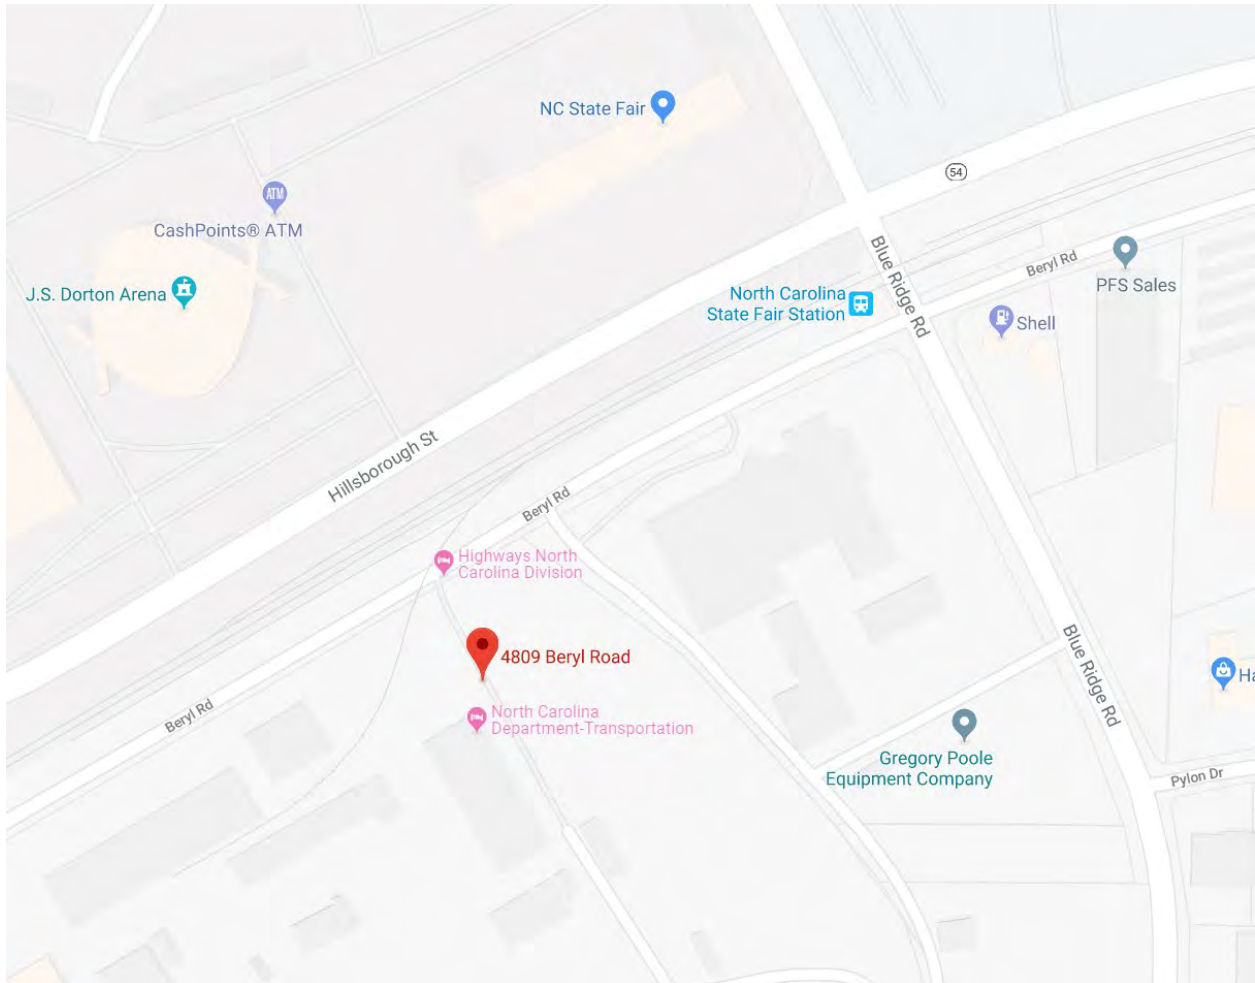 NC State Fair
54
ATM
CashPoints® ATM
Blue Ridge Rd
Beryl Rd
PFS Sales
J.S. Dorton Arena
North Carolina
State Fair Station
Shell
Hillsborough St
Beryl Rd
Highways North
Carolina Division
4809 Beryl Road
Blue Ridge Rd
Ha
Beryl Rd
North Carolina
Department-Transportation
Gregory Poole
Equipment Company
Pylon Dr